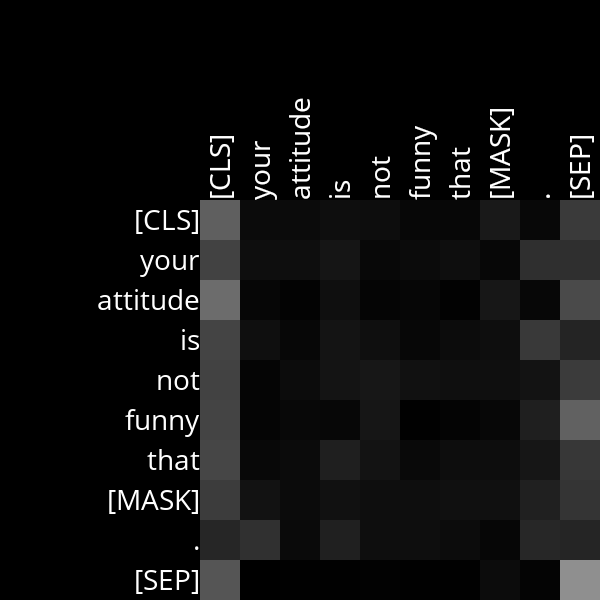 [CLS] your attitude is not funny that [MASK] . [SEP]
[CLS]
your
attitude
is
not
funny
that
[MASK]
.
[SEP]